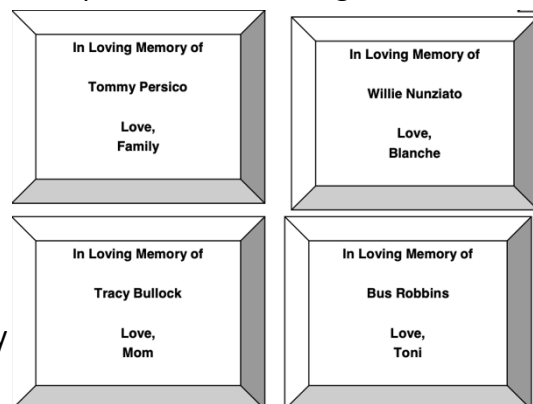 In Loving Memory of
Tommy Persico
Love,
Family
In Loving Memory of
Willie Nunziato
Love,
Blanche
In Loving Memory of
Tracy Bullock
Love,
Mom
In Loving Memory of
Bus Robbins
Love,
Toni